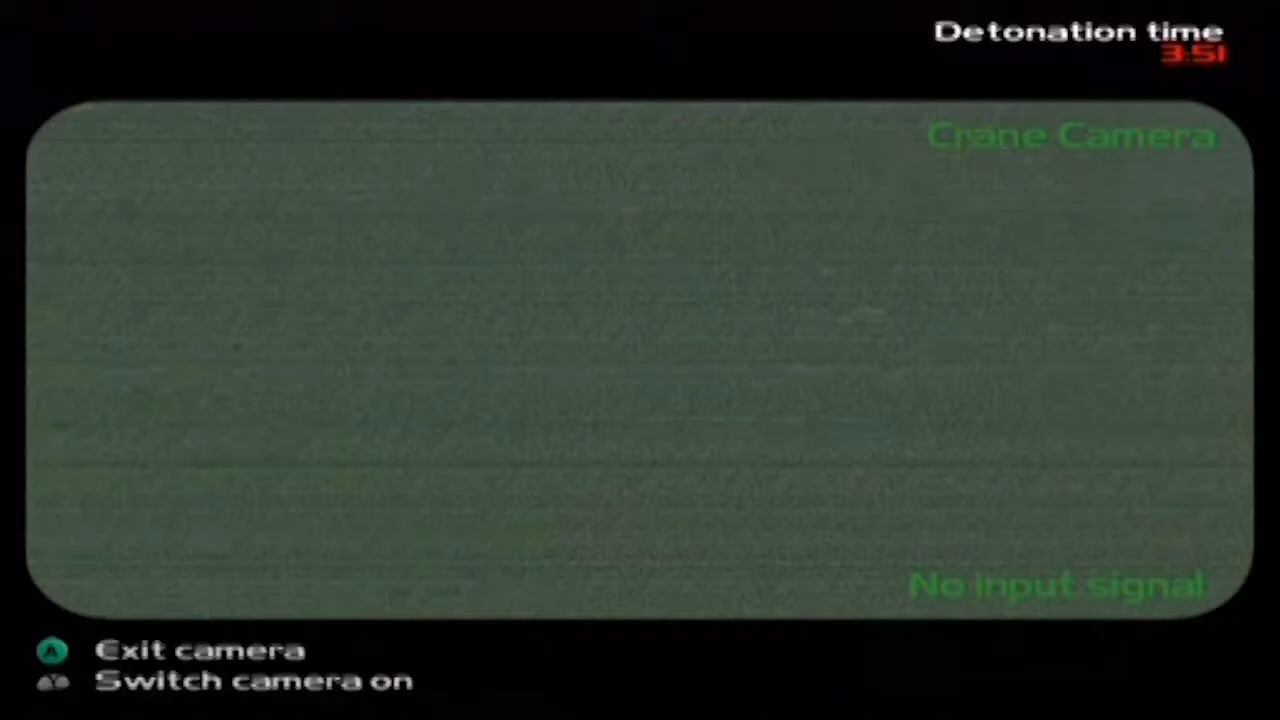 Detonation time
3:51
Crane Camera
No input signal
A Exit camera
Y Switch camera on